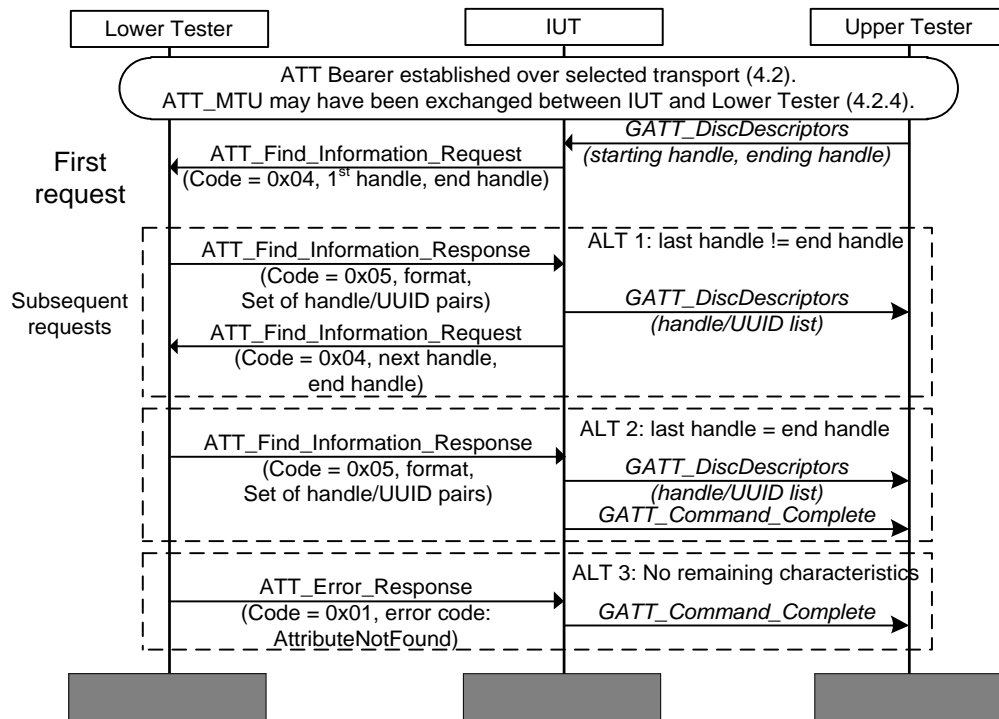 Lower Tester
IUT
Upper Tester
ATT Bearer established over selected transport (4.2).
ATT_MTU may have been exchanged between IUT and Lower Tester (4.2.4).
GATT_DiscDescriptors
(starting handle, ending handle)
First
request
ATT_Find_Information_Request
(Code = 0x04, 1st handle, end handle)
Subsequent
requests
ALT 1: last handle != end handle
ATT_Find_Information_Response
(Code = 0x05, format,
Set of handle/UUID pairs)
GATT_DiscDescriptors
(handle/UUID list)
ATT_Find_Information_Request
(Code = 0x04, next handle,
end handle)
ALT 2: last handle = end handle
ATT_Find_Information_Response
(Code = 0x05, format,
Set of handle/UUID pairs)
GATT_DiscDescriptors
(handle/UUID list)
GATT_Command_Complete
ALT 3: No remaining characteristics
ATT_Error_Response
(Code = 0x01, error code:
AttributeNotFound)
GATT_Command_Complete